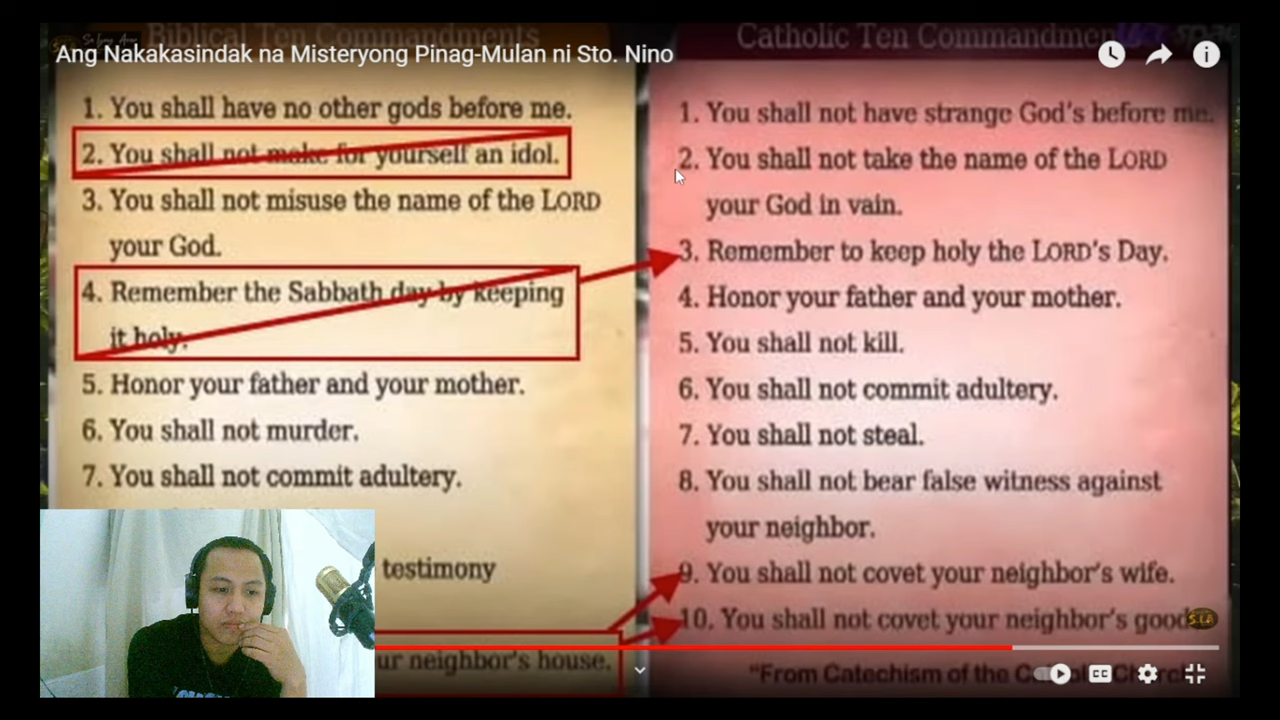 Biblical Ten Commandments
Catholic Ten Commandmen
Ang Nakakasindak na Misteryong Pinag-Mulan ni Sto. Nino
1. You shall have no other gods before me.
2. You shall not make for yourself an idol.
3. You shall not misuse the name of the LORD
your God.
4. Remember the Sabbath day by keeping
it holy.
5. Honor your father and your mother.
6. You shall not murder.
7. You shall not commit adultery.
testimony
ur neighbor's house.
1. You shall not have strange God's before me.
2. You shall not take the name of the LORD
your God in vain.
3. Remember to keep holy the LORD's Day.
4. Honor your father and your mother.
5. You shall not kill.
6. You shall not commit adultery.
7. You shall not steal.
8. You shall not bear false witness against
your neighbor.
9. You shall not covet your neighbor's wife.
10. You shall not covet your neighbor's good
S.I.A
"From Catechism of the C
CC